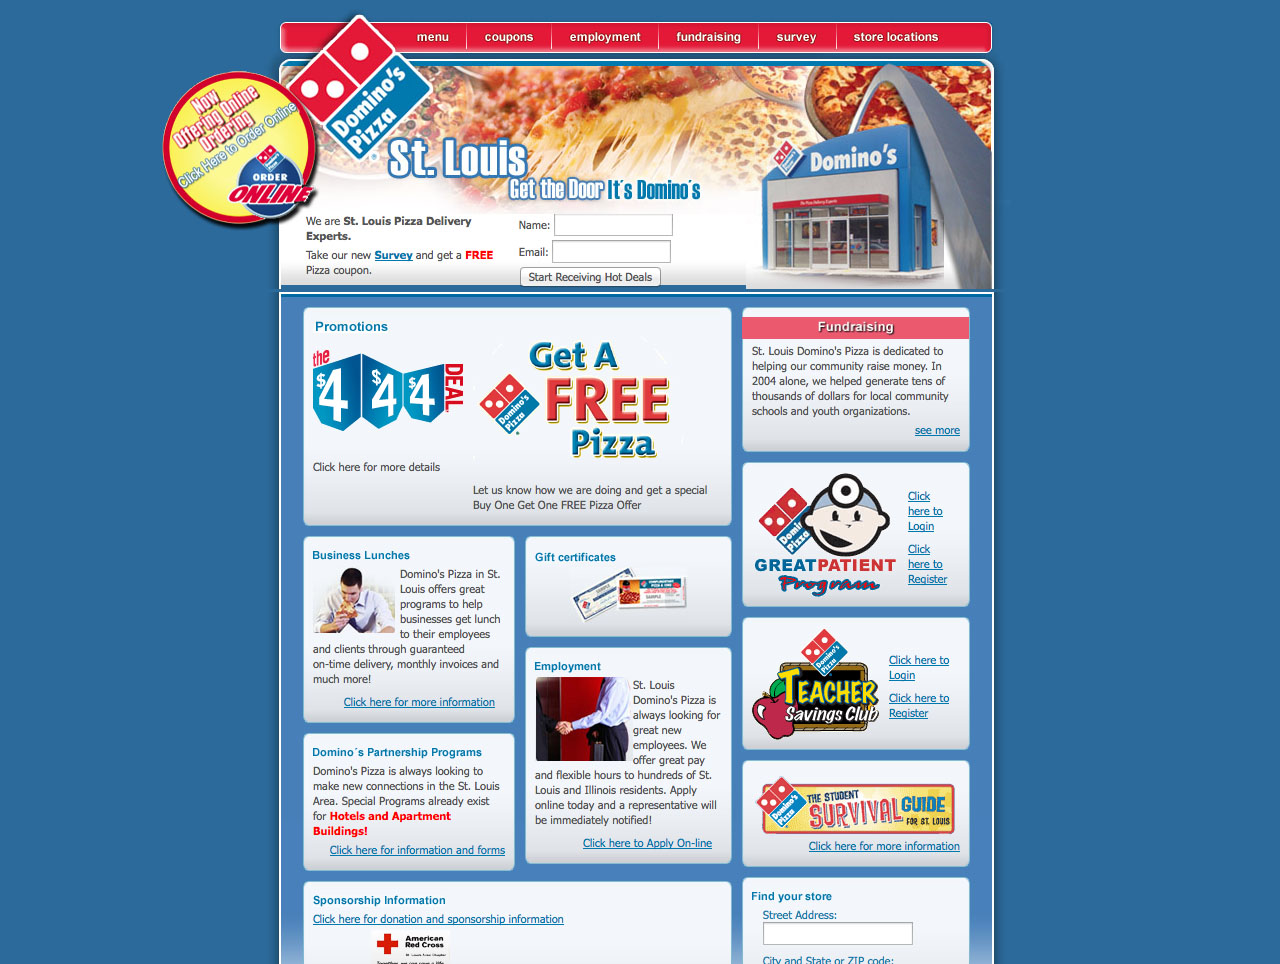 menu
coupons
employment
fundraising
survey
store locations
Domino's
Pizza
Now
Offering Online
Ordering
Click Here to Order Online
ORDER
ONLINE
St. Louis
Get the Door It´s Domino´s
Domino's
We are St. Louis Pizza Delivery
Experts.
Take our new Survey and get a FREE
Pizza coupon.
Name:
Email:
Start Receiving Hot Deals
Promotions
the
$4 $4 $4
DEAL
Click here for more details
Get A
FREE
Pizza
Domino's
Pizza
Let us know how we are doing and get a special
Buy One Get One FREE Pizza Offer
Business Lunches
Domino's Pizza in St.
Louis offers great
programs to help
businesses get lunch
to their employees
and clients through guaranteed
on-time delivery, monthly invoices and
much more!
Click here for more information
Domino´s Partnership Programs
Domino's Pizza is always looking to
make new connections in the St. Louis
Area. Special Programs already exist
for Hotels and Apartment
Buildings!
Click here for information and forms
Gift certificates
SAMPLE
Employment
St. Louis
Domino's Pizza is
always looking for
great new
employees. We
offer great pay
and flexible hours to hundreds of St.
Louis and Illinois residents. Apply
online today and a representative will
be immediately notified!
Click here to Apply On-line
Sponsorship Information
Click here for donation and sponsorship information
American
Red Cross
Fundraising
St. Louis Domino's Pizza is dedicated to
helping our community raise money. In
2004 alone, we helped generate tens of
thousands of dollars for local community
schools and youth organizations.
see more
GREATPATIENT
Program
Click
here to
Login
Click
here to
Register
Domino's
Pizza
TEACHER
Savings Club
Click here to
Login
Click here to
Register
Domino's
Pizza
THE STUDENT
SURVIVAL GUIDE
FOR ST. LOUIS
Click here for more information
Find your store
Street Address:
City and State or ZIP code: